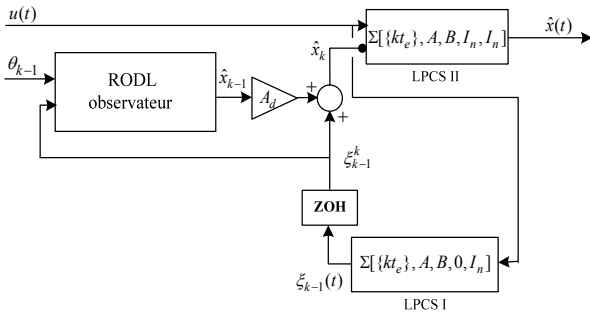 u(t)
Σ[{kt_e}, A, B, I_n, I_n]
x̂(t)
LPCS II
x̂_k
θ_{k−1}
RODL
observateur
x̂_{k−1}
A_d
+
+
ξ_{k−1}^k
ZOH
Σ[{kt_e}, A, B, 0, I_n]
ξ_{k−1}(t)
LPCS I